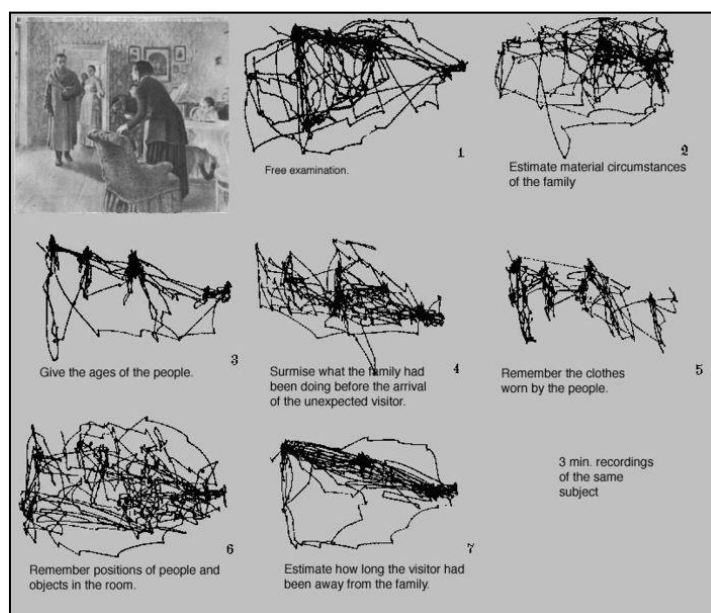 1
Free examination.
2
Estimate material circumstances
of the family
3
Give the ages of the people.
4
Surmise what the family had
been doing before the arrival
of the unexpected visitor.
5
Remember the clothes
worn by the people.
6
Remember positions of people and
objects in the room.
7
Estimate how long the visitor had
been away from the family.
3 min. recordings
of the same
subject